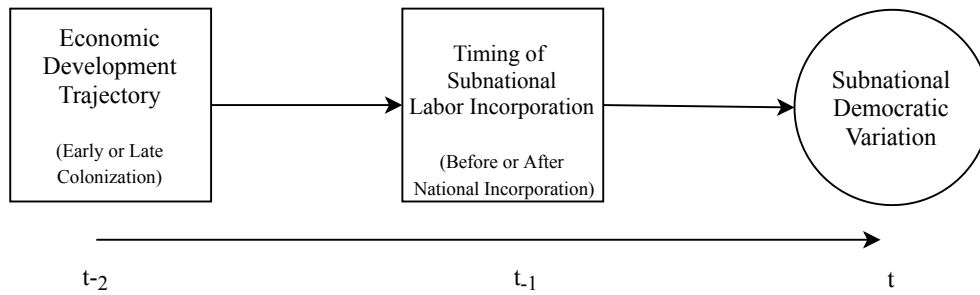 Economic
Development
Trajectory
(Early or Late
Colonization)
Timing of
Subnational
Labor Incorporation
(Before or After
National Incorporation)
Subnational
Democratic
Variation
t-2
t-1
t